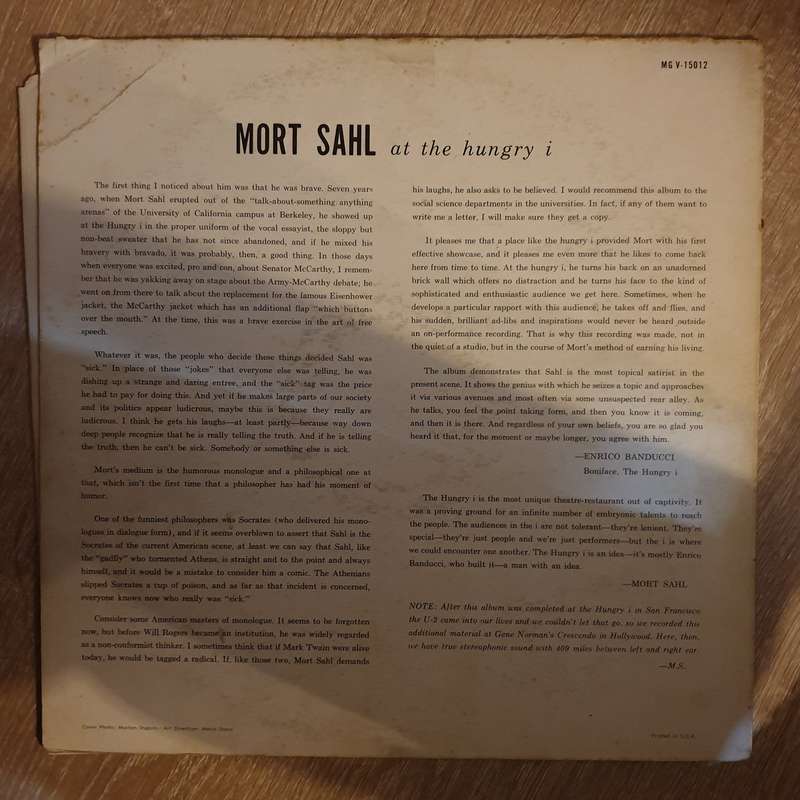 MG V-15012
MORT SAHL at the hungry i
The first thing I noticed about him was that he was brave. Seven years
ago, when Mort Sahl erupted out of the “talk-about-something anything
arenas” of the University of California campus at Berkeley, he showed up
at the Hungry i in the proper uniform of the vocal essayist, the sloppy but
non-beat sweater that he has not since abandoned, and if he mixed his
bravery with bravado, it was probably, then, a good thing. In those days
when everyone was excited, pro and con, about Senator McCarthy, I remem-
ber that he was yakking away on stage about the Army-McCarthy debate; he
went on from there to talk about the replacement for the famous Eisenhower
jacket, the McCarthy jacket which has an additional flap “which buttons
over the mouth.” At the time, this was a brave exercise in the art of free
speech.
Whatever it was, the people who decide these things decided Sahl was
“sick.” In place of those “jokes” that everyone else was telling, he was
dishing up a strange and daring entree, and the “sick” tag was the price
he had to pay for doing this. And yet if he makes large parts of our society
and its politics appear ludicrous, maybe this is because they really are
ludicrous. I think he gets his laughs—at least partly—because way down
deep people recognize that he is really telling the truth. And if he is telling
the truth, then he can't be sick. Somebody or something else is sick.
Mort's medium is the humorous monologue and a philosophical one at
that, which isn't the first time that a philosopher has had his moment of
humor.
One of the funniest philosophers was Socrates (who delivered his mono-
logues in dialogue form), and if it seems overblown to assert that Sahl is the
Socrates of the current American scene, at least we can say that Sahl, like
the “gadfly” who tormented Athens, is straight and to the point and always
himself, and it would be a mistake to consider him a comic. The Athenians
slipped Socrates a cup of poison, and as far as that incident is concerned,
everyone knows now who really was “sick.”
Consider some American masters of monologue. It seems to be forgotten
now, but before Will Rogers became an institution, he was widely regarded
as a non-conformist thinker. I sometimes think that if Mark Twain were alive
today, he would be tagged a radical. If, like those two, Mort Sahl demands
his laughs, he also asks to be believed. I would recommend this album to the
social science departments in the universities. In fact, if any of them want to
write me a letter, I will make sure they get a copy.
It pleases me that a place like the hungry i provided Mort with his first
effective showcase, and it pleases me even more that he likes to come back
here from time to time. At the hungry i, he turns his back on an unadorned
brick wall which offers no distraction and he turns his face to the kind of
sophisticated and enthusiastic audience we get here. Sometimes, when he
develops a particular rapport with this audience, he takes off and flies, and
his sudden, brilliant ad-libs and inspirations would never be heard outside
an on-performance recording. That is why this recording was made, not in
the quiet of a studio, but in the course of Mort's method of earning his living.
The album demonstrates that Sahl is the most topical satirist in the
present scene. It shows the genius with which he seizes a topic and approaches
it via various avenues and most often via some unsuspected rear alley. As
he talks, you feel the point taking form, and then you know it is coming,
and then it is there. And regardless of your own beliefs, you are so glad you
heard it that, for the moment or maybe longer, you agree with him.
—ENRICO BANDUCCI
Boniface, The Hungry i
The Hungry i is the most unique theatre-restaurant out of captivity. It
was a proving ground for an infinite number of embryonic talents to reach
the people. The audiences in the i are not tolerant—they're lenient. They're
special—they're just people and we're just performers—but the i is where
we could encounter one another. The Hungry i is an idea—it's mostly Enrico
Banducci, who built it—a man with an idea.
—MORT SAHL
NOTE: After this album was completed at the Hungry i in San Francisco
the U-2 came into our lives and we couldn't let that go, so we recorded this
additional material at Gene Norman's Crescendo in Hollywood. Here, then,
we have true stereophonic sound with 409 miles between left and right ear.
—M.S.
Cover Photo: Art Direction:
Printed in U.S.A.